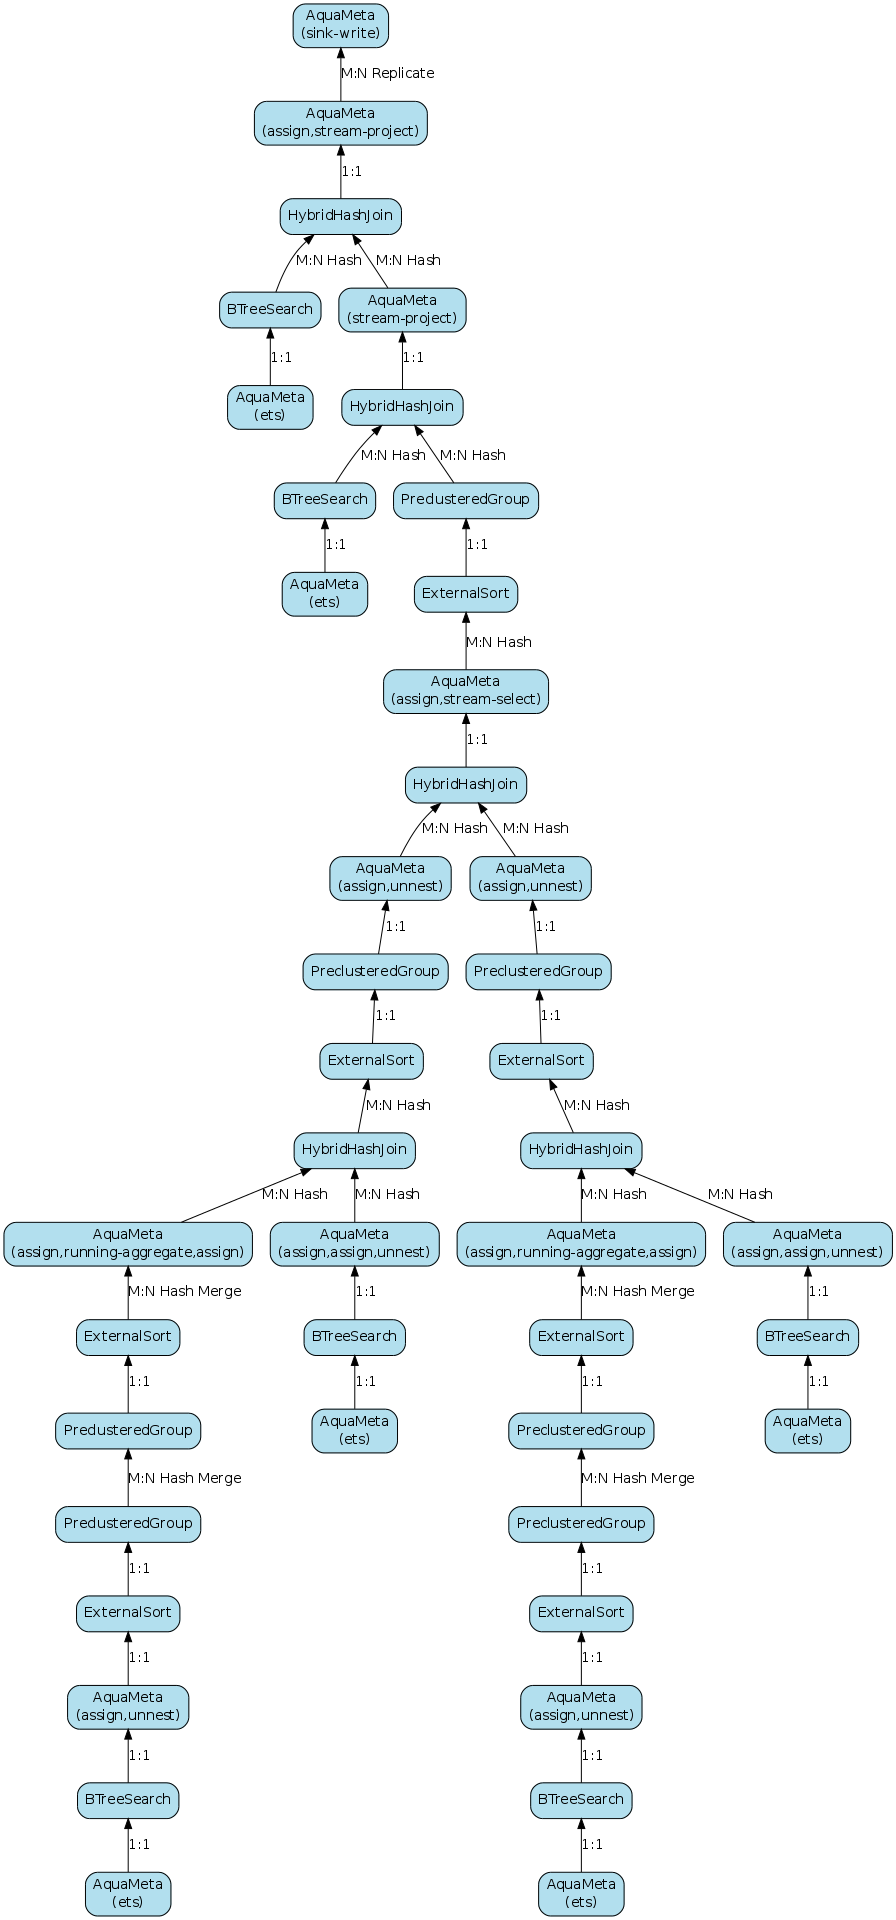 AquaMeta
(sink-write)
M:N Replicate
AquaMeta
(assign,stream-project)
1:1
HybridHashJoin
M:N Hash M:N Hash
BTreeSearch
AquaMeta
(stream-project)
1:1 1:1
AquaMeta
(ets)
HybridHashJoin
M:N Hash M:N Hash
BTreeSearch PreclusteredGroup
1:1 1:1
AquaMeta
(ets)
ExternalSort
M:N Hash
AquaMeta
(assign,stream-select)
1:1
HybridHashJoin
M:N Hash M:N Hash
AquaMeta
(assign,unnest)
AquaMeta
(assign,unnest)
1:1 1:1
PreclusteredGroup PreclusteredGroup
1:1 1:1
ExternalSort ExternalSort
M:N Hash M:N Hash
HybridHashJoin HybridHashJoin
M:N Hash M:N Hash M:N Hash M:N Hash
AquaMeta
(assign,running-aggregate,assign)
AquaMeta
(assign,assign,unnest)
AquaMeta
(assign,running-aggregate,assign)
AquaMeta
(assign,assign,unnest)
M:N Hash Merge 1:1 M:N Hash Merge 1:1
ExternalSort BTreeSearch ExternalSort BTreeSearch
1:1 1:1 1:1 1:1
PreclusteredGroup
AquaMeta
(ets)
PreclusteredGroup
AquaMeta
(ets)
M:N Hash Merge M:N Hash Merge
PreclusteredGroup PreclusteredGroup
1:1 1:1
ExternalSort ExternalSort
1:1 1:1
AquaMeta
(assign,unnest)
AquaMeta
(assign,unnest)
1:1 1:1
BTreeSearch BTreeSearch
1:1 1:1
AquaMeta
(ets)
AquaMeta
(ets)